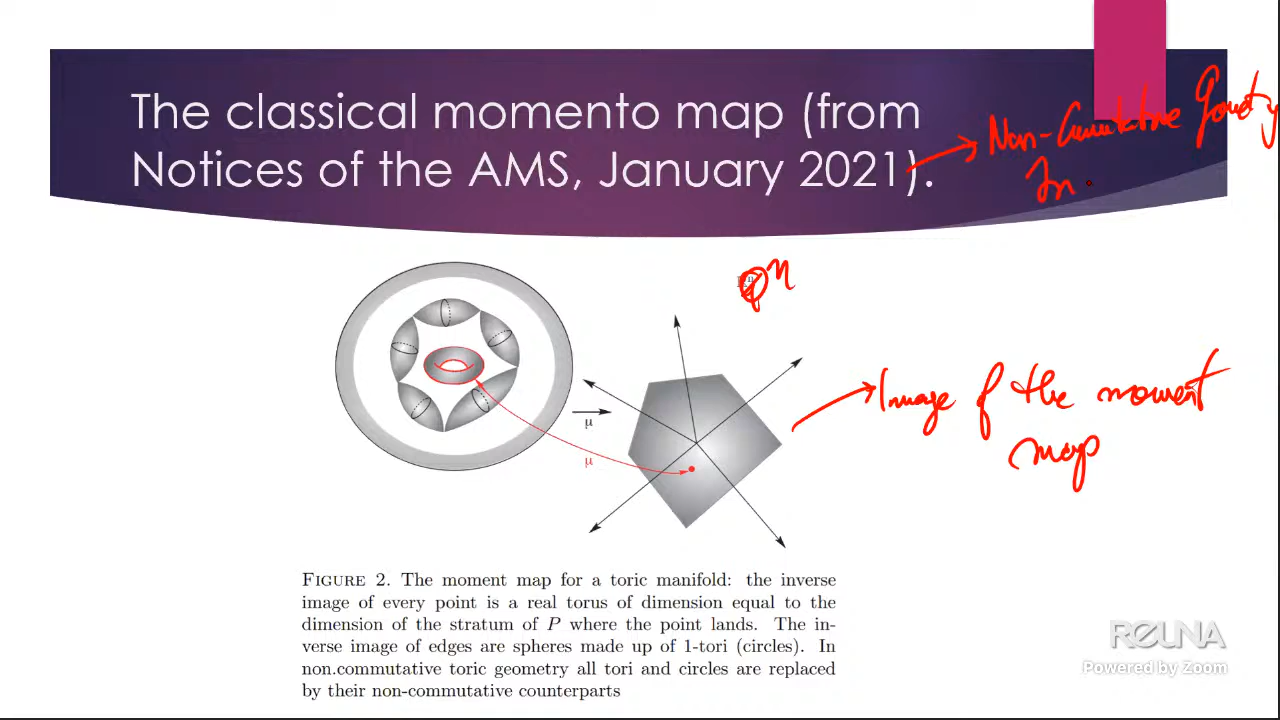 The classical momento map (from
Notices of the AMS, January 2021).
Non-Commutative Geometry
In
μ
μ
Image of the moment
map
FIGURE 2. The moment map for a toric manifold: the inverse
image of every point is a real torus of dimension equal to the
dimension of the stratum of P where the point lands. The in-
verse image of edges are spheres made up of 1-tori (circles). In
non.commutative toric geometry all tori and circles are replaced
by their non-commutative counterparts
REUNA
Powered by Zoom